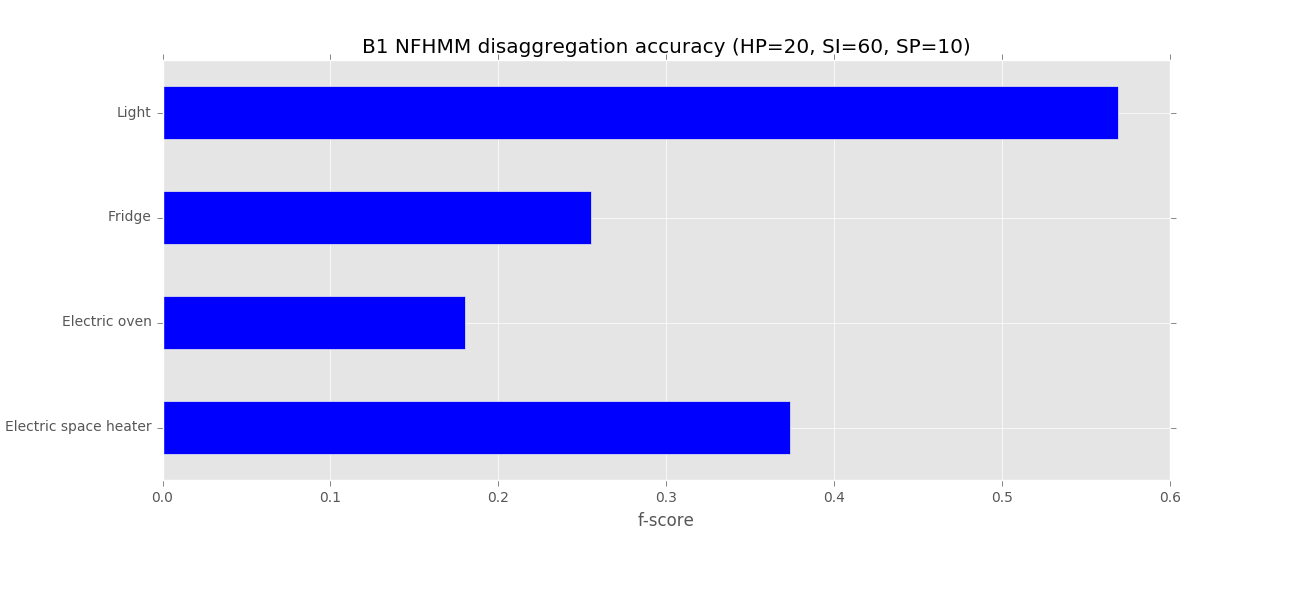 B1 NFHMM disaggregation accuracy (HP=20, SI=60, SP=10)
Light
Fridge
Electric oven
Electric space heater
0.0 0.1 0.2 0.3 0.4 0.5 0.6
f-score